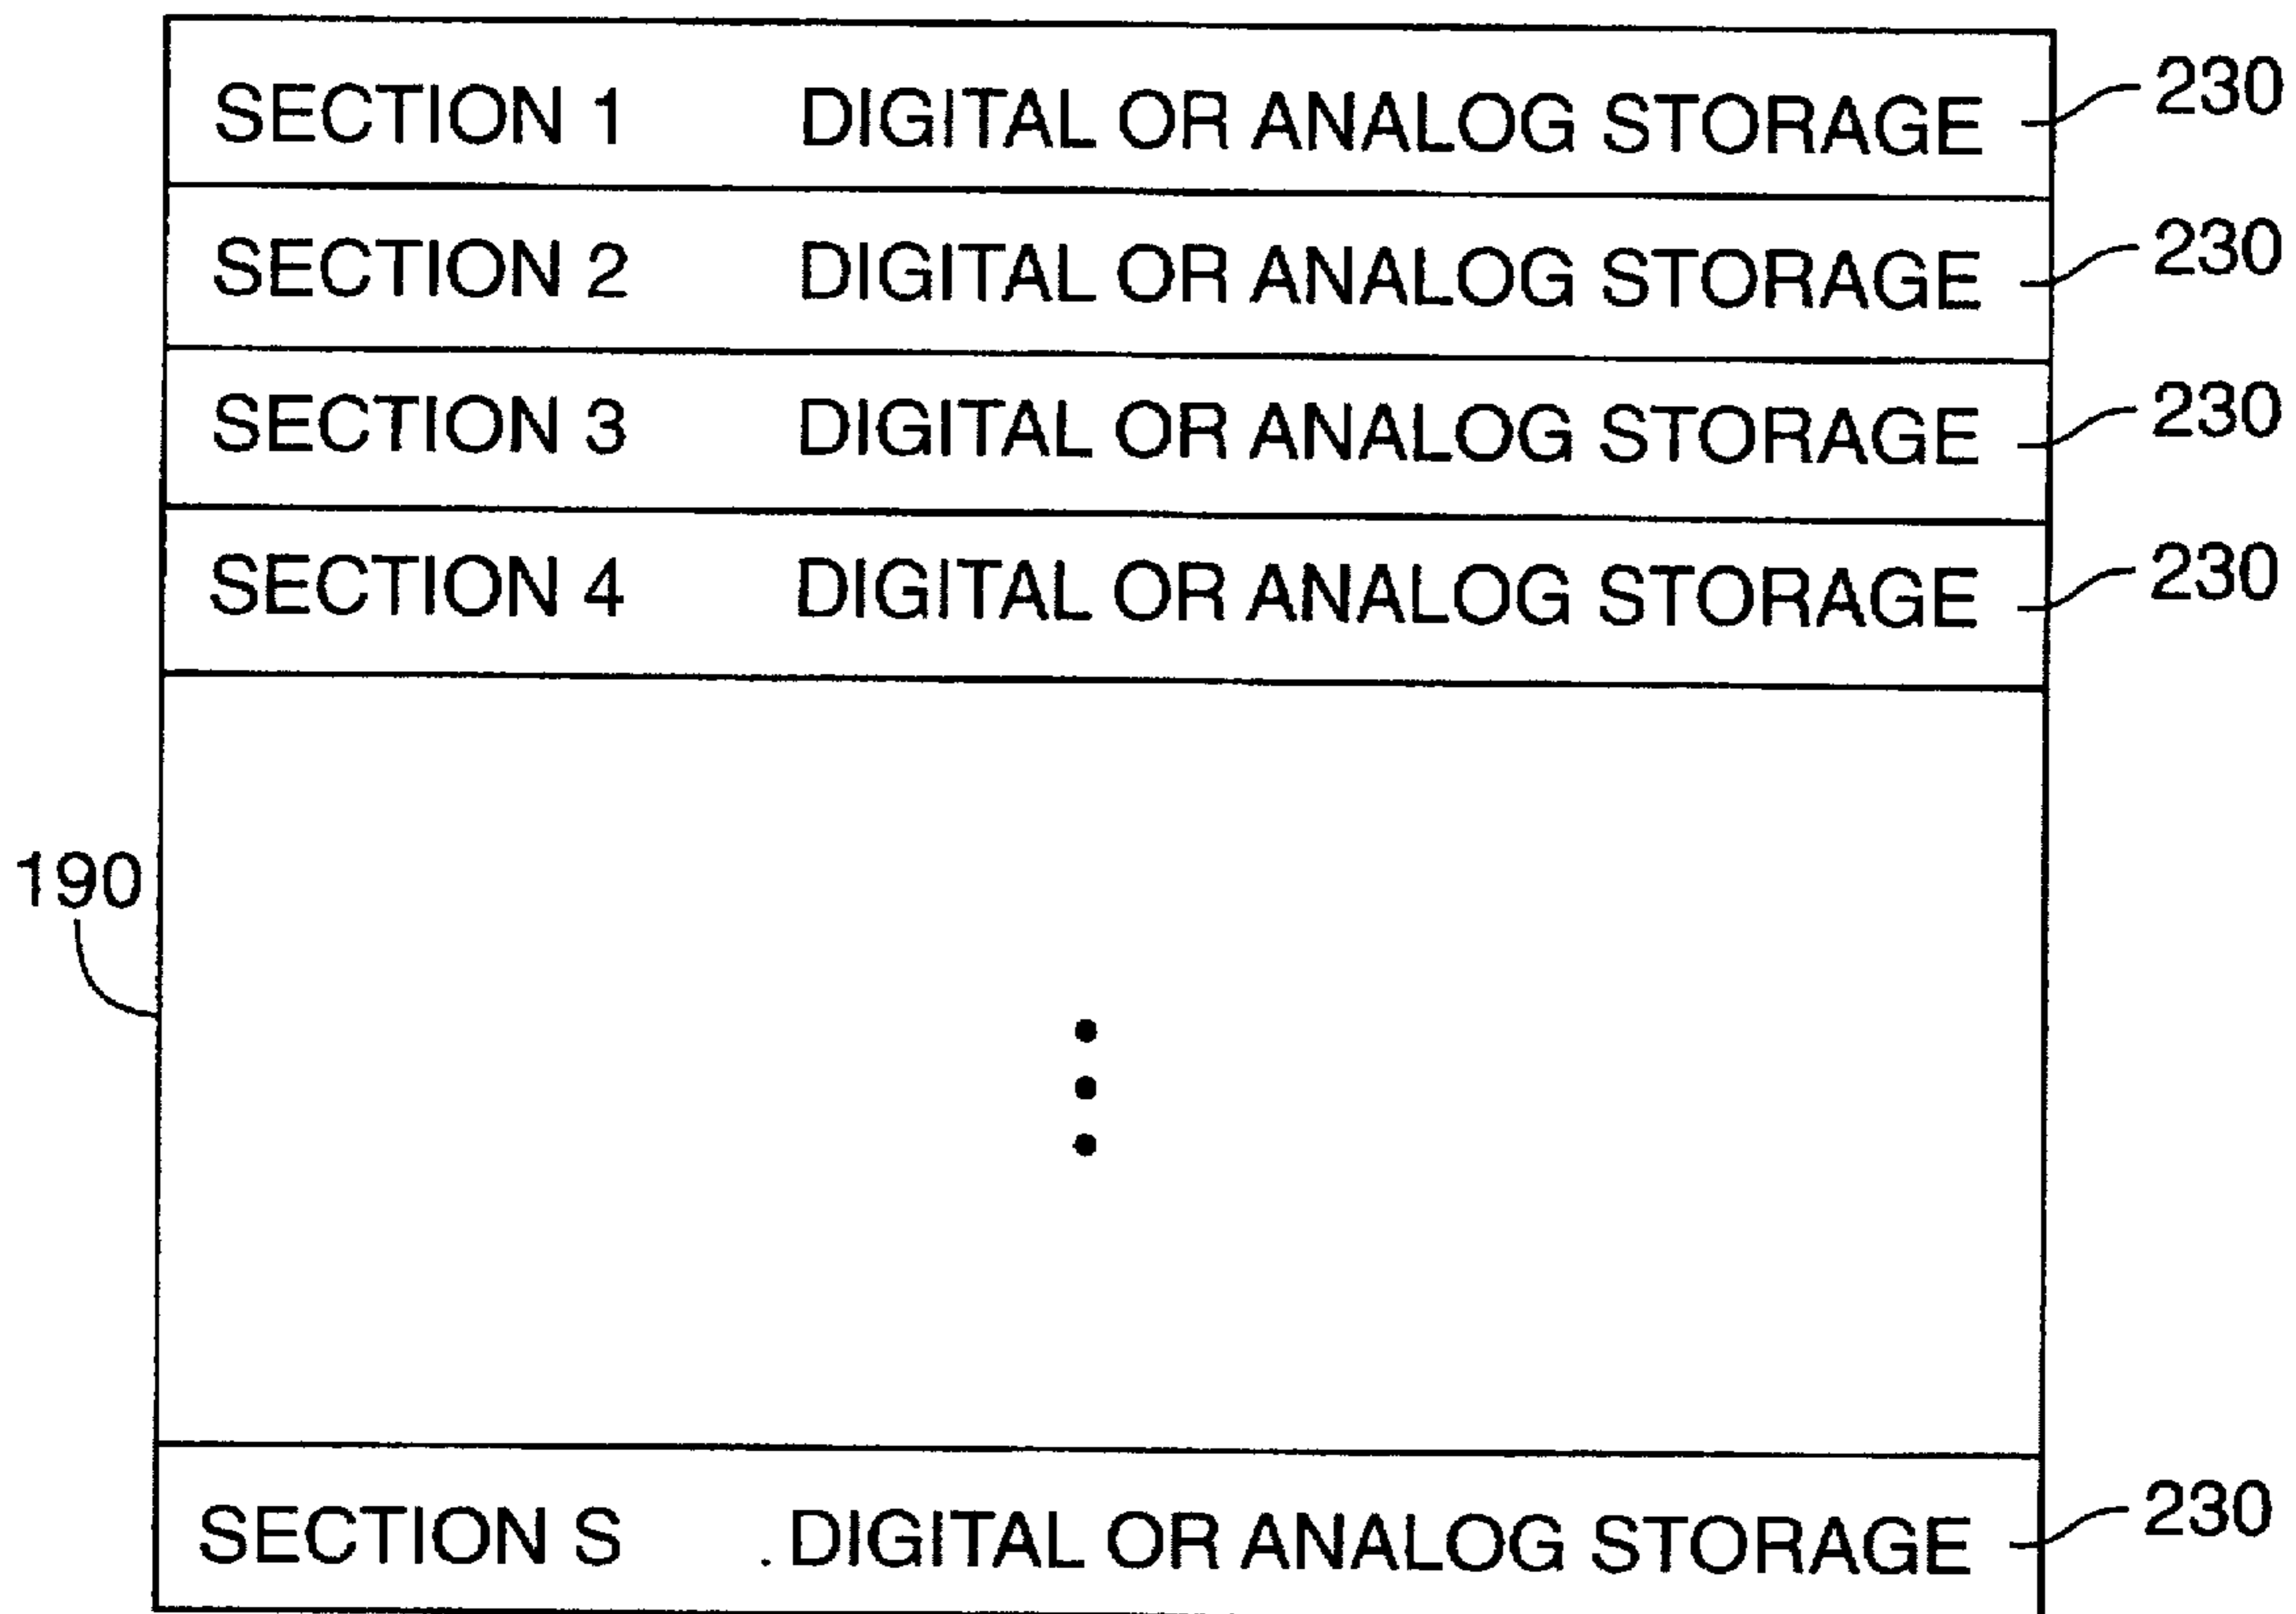 SECTION 1 DIGITAL OR ANALOG STORAGE 230
SECTION 2 DIGITAL OR ANALOG STORAGE 230
SECTION 3 DIGITAL OR ANALOG STORAGE 230
SECTION 4 DIGITAL OR ANALOG STORAGE 230
190
SECTION S DIGITAL OR ANALOG STORAGE 230